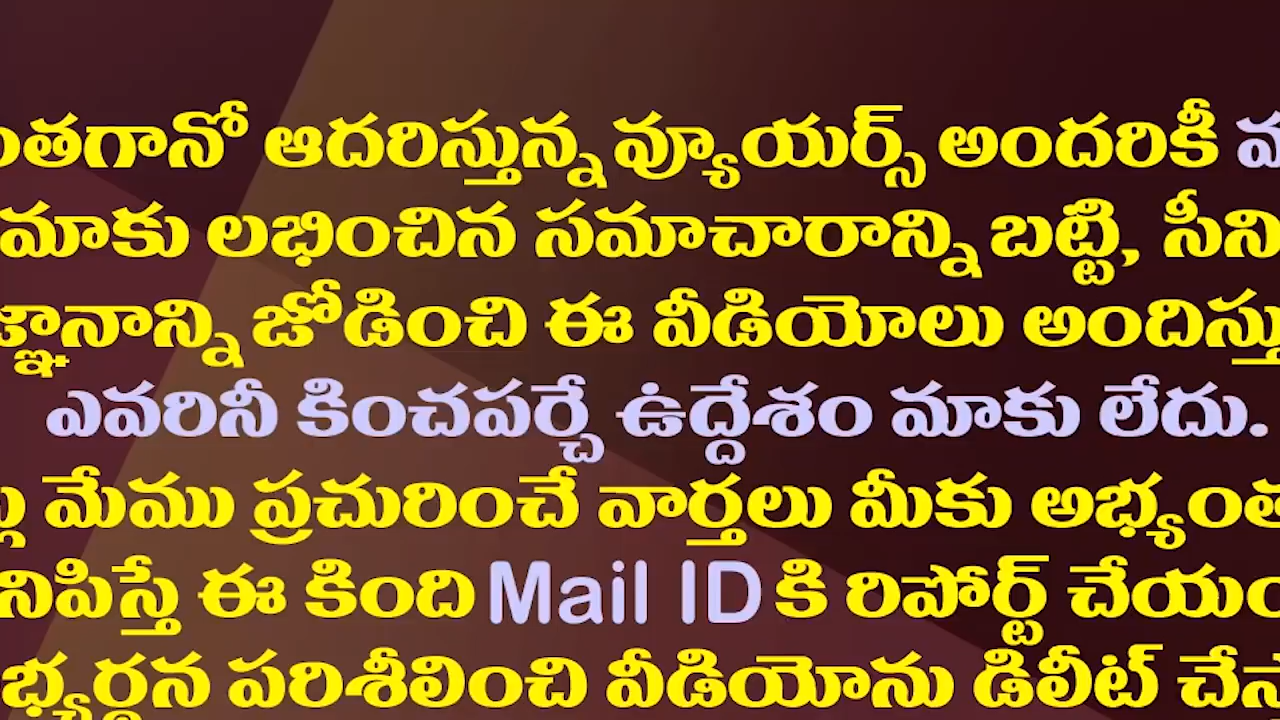 ంతగానో ఆదరిస్తున్న వ్యూయర్స్ అందరికీ
మాకు లభించిన సమాచారాన్ని బట్టి, సీని
జ్ఞానాన్ని జోడించి ఈ వీడియోలు అందిస్తు
ఎవరినీ కించపర్చే ఉద్దేశం మాకు లేదు.
మేము ప్రచురించే వార్తలు మీకు అభ్యంత
నిపిస్తే ఈ కింది Mail ID కి రిపోర్ట్ చేయం
భ్యర్థన పరిశీలించి వీడియోను డిలీట్ చేస